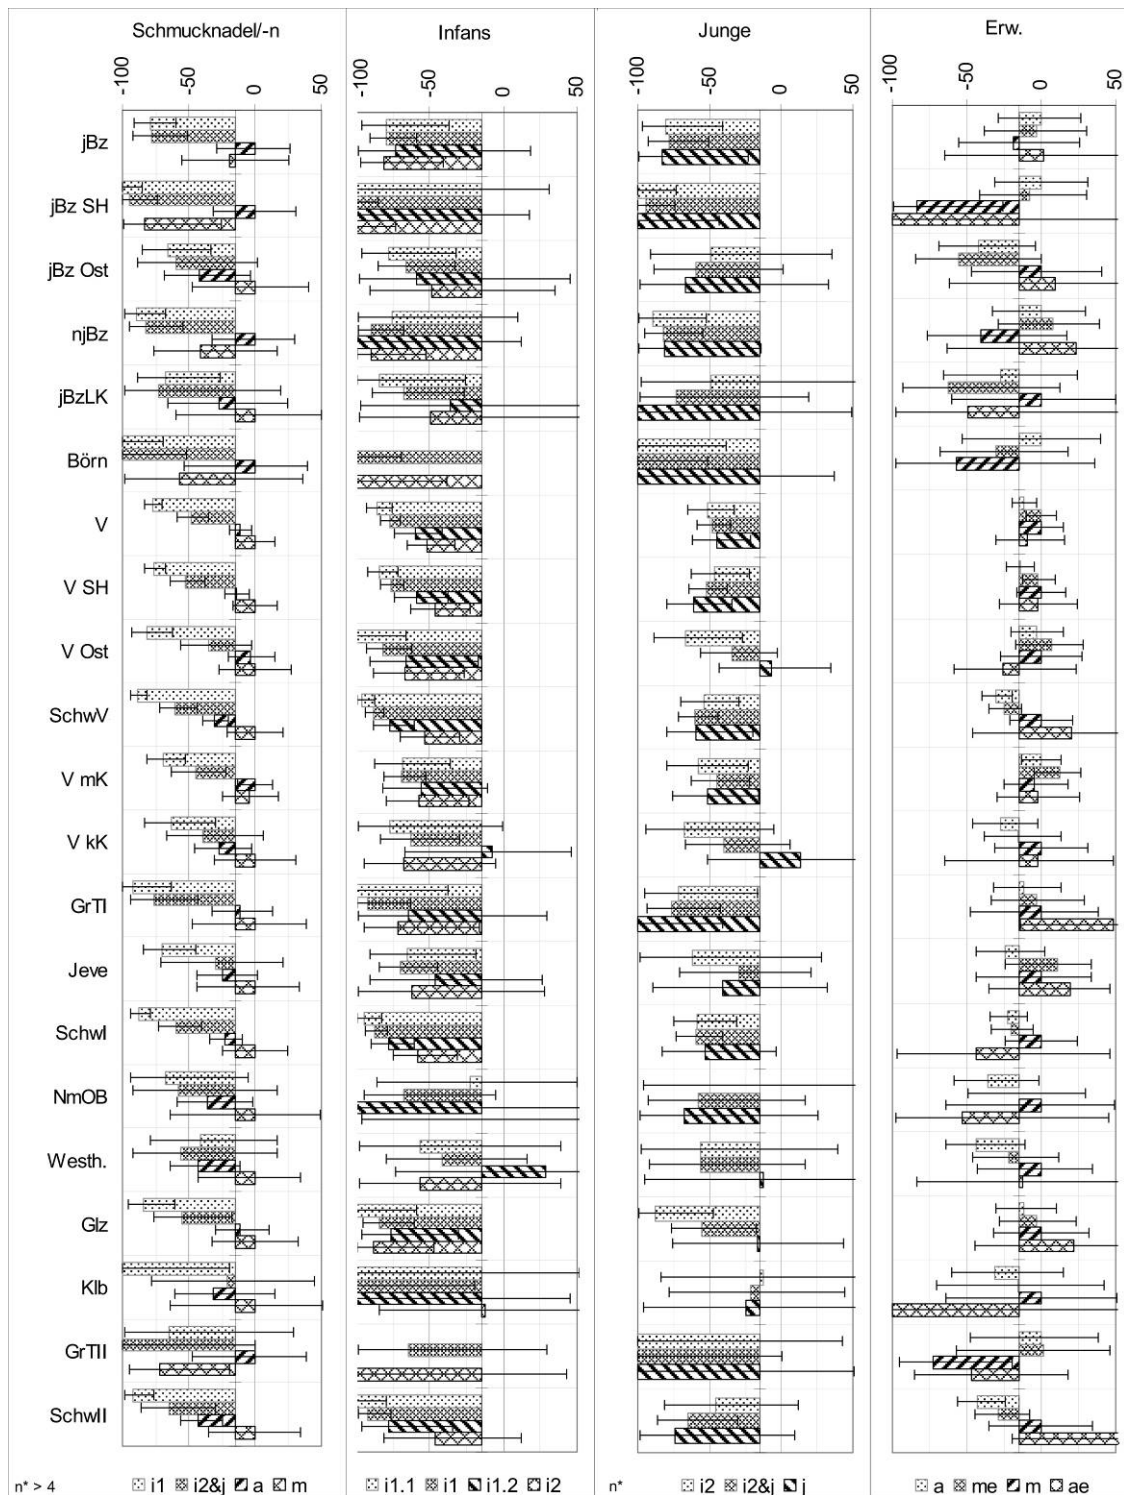 Schmucknadel/-n Infans Junge Erw.
-100 -50 0 50 -50 0 50 -100 -50 0 50 -100 -50 0 50
jBz
jBz SH
jBz Ost
njBz
jBzLK
Börn
V
V SH
V Ost
SchwV
V mK
V kK
GrTI
Jeve
SchwI
NmOB
Westh.
Glz
Klb
GrTII
SchwII
n* > 4 i1 i2&j a m i1.1 i1 i1.2 i2 n* i2 i2&j j a me m ae